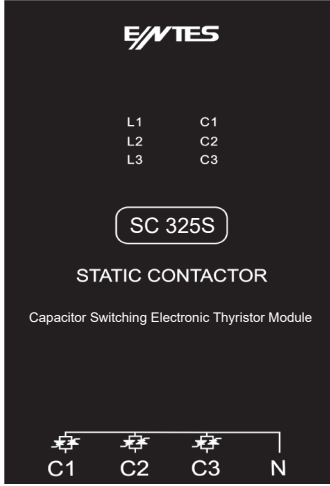 ENTES
L1 C1
L2 C2
L3 C3
SC 325S
STATIC CONTACTOR
Capacitor Switching Electronic Thyristor Module
C1 C2 C3 N